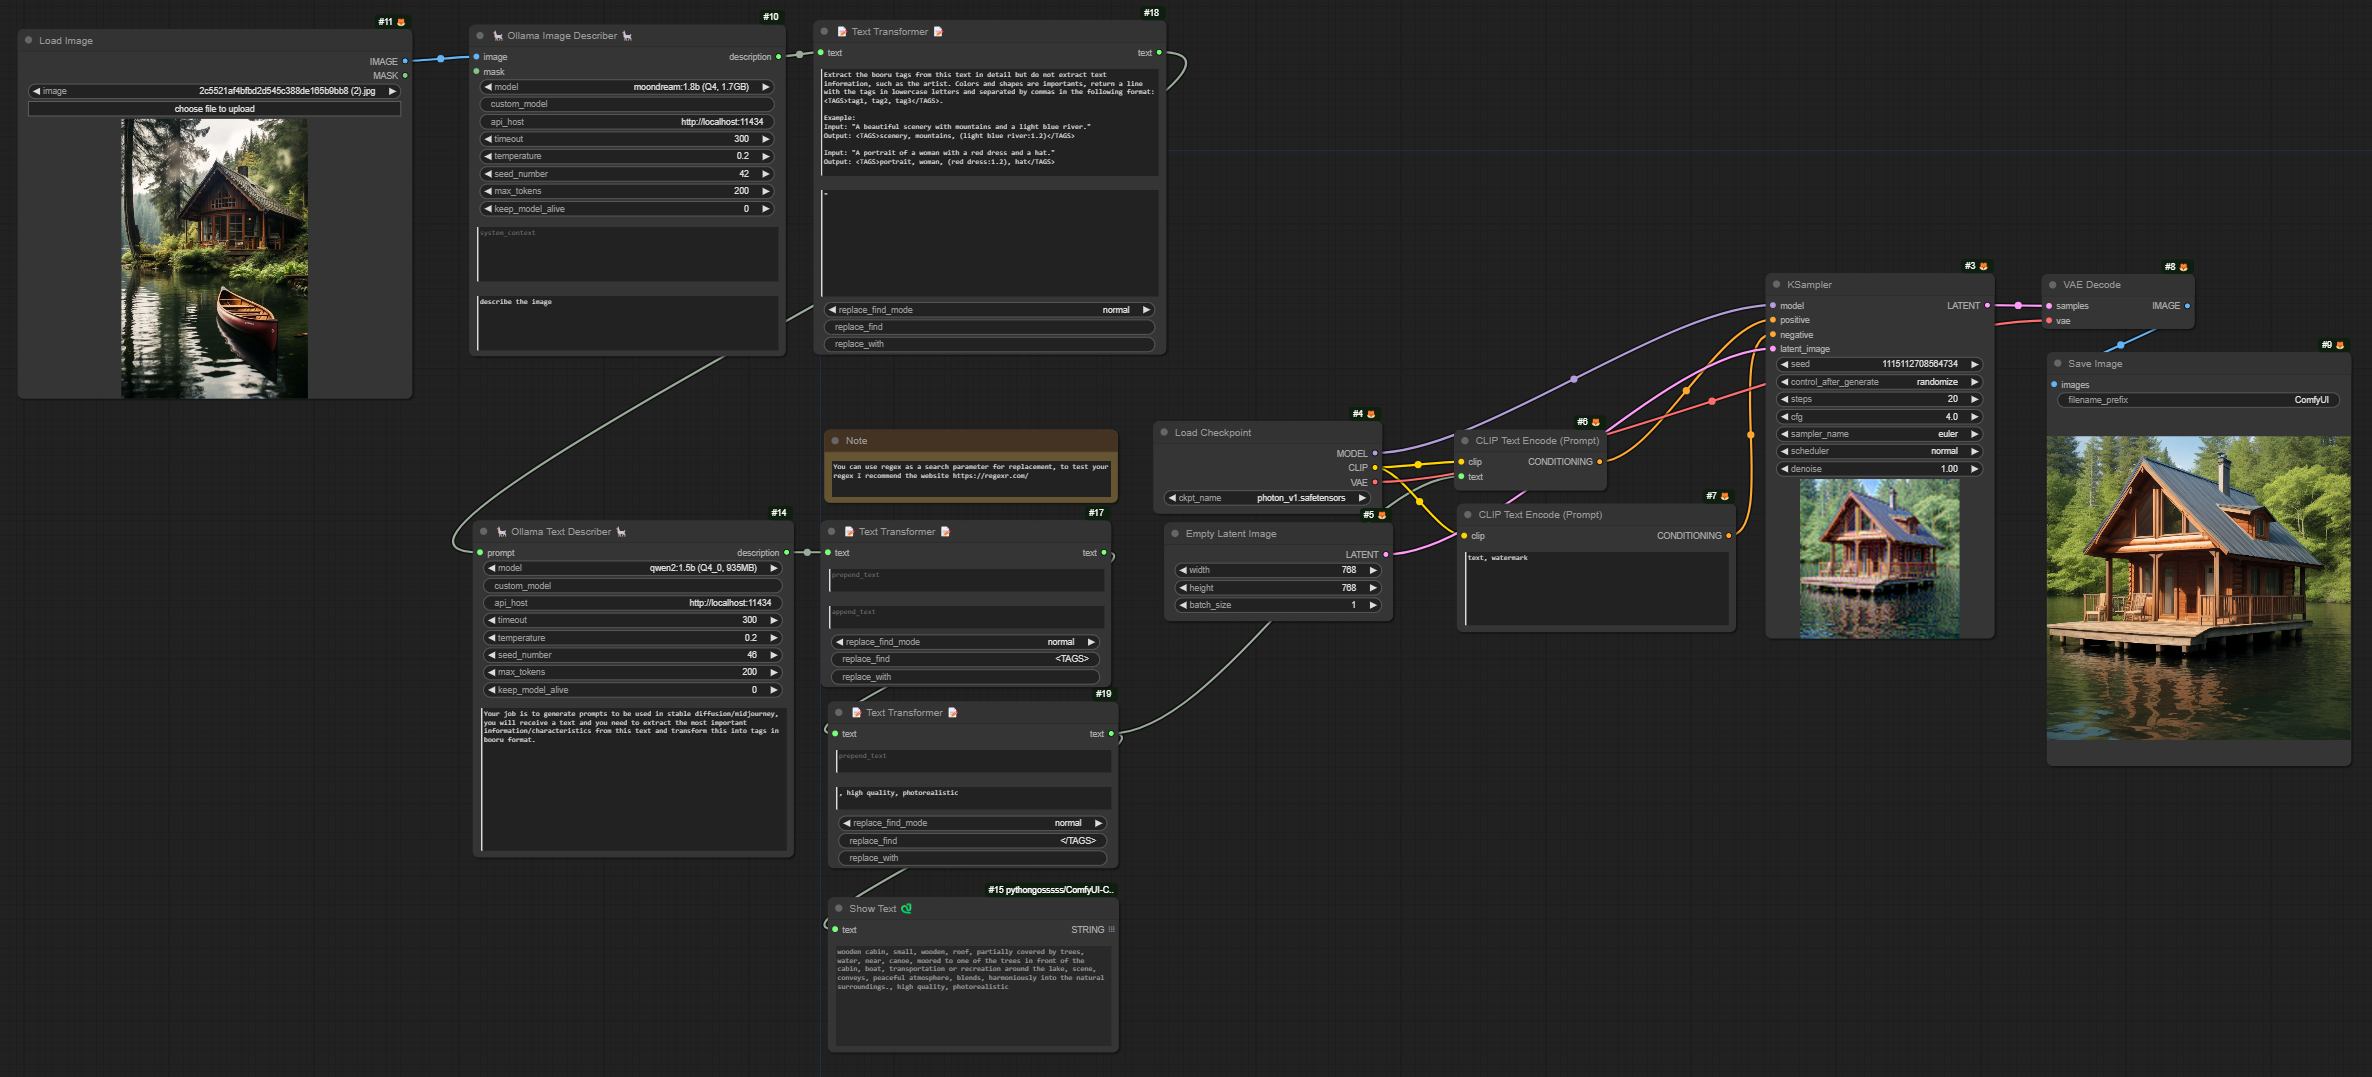 #11
Load Image
IMAGE
MASK
image 2c5521af4bfbd2d545c388de165b9bb8 (2).jpg
choose file to upload
#10
Ollama Image Describer
image description
mask
model moondream:1.8b (Q4, 1.7GB)
custom_model
api_host http://localhost:11434
timeout 300
temperature 0.2
seed_number 42
max_tokens 200
keep_model_alive 0
system_context
describe the image
#18
Text Transformer
text text
Extract the booru tags from this text in detail but do not extract text
information, such as the artist. Colors and shapes are importants, return a line
with the tags in lowercase letters and separated by commas in the following format:
<TAGS>tag1, tag2, tag3</TAGS>.
Example:
Input: "A beautiful scenery with mountains and a light blue river."
Output: <TAGS>scenery, mountains, (light blue river:1.2)</TAGS>
Input: "A portrait of a woman with a red dress and a hat."
Output: <TAGS>portrait, woman, (red dress:1.2), hat</TAGS>
replace_find_mode normal
replace_find
replace_with
Note
You can use regex as a search parameter for replacement, to test your
regex I recommend the website https://regexr.com/
#14
Ollama Text Describer
prompt description
model qwen2:1.5b (Q4_0, 935MB)
custom_model
api_host http://localhost:11434
timeout 300
temperature 0.2
seed_number 46
max_tokens 200
keep_model_alive 0
Your job is to generate prompts to be used in stable diffusion/midjourney,
you will receive a text and you need to extract the most important
information/characteristics from this text and transform this into tags in
booru format.
#17
Text Transformer
text text
prepend_text
append_text
replace_find_mode normal
replace_find <TAGS>
replace_with
#19
Text Transformer
text text
prepend_text
, high quality, photorealistic
replace_find_mode normal
replace_find </TAGS>
replace_with
#15 pythongosssss/ComfyUI-C..
Show Text
text STRING
wooden cabin, small, wooden, roof, partially covered by trees,
water, near, canoe, moored to one of the trees in front of the
cabin, boat, transportation or recreation around the lake, scene,
conveys, peaceful atmosphere, blends, harmoniously into the natural
surroundings., high quality, photorealistic
#4
Load Checkpoint
MODEL
CLIP
VAE
ckpt_name photon_v1.safetensors
#5
Empty Latent Image
LATENT
width 768
height 768
batch_size 1
#6
CLIP Text Encode (Prompt)
clip CONDITIONING
text
#7
CLIP Text Encode (Prompt)
clip CONDITIONING
text, watermark
#3
KSampler
model LATENT
positive
negative
latent_image
seed 1115112708564734
control_after_generate randomize
steps 20
cfg 4.0
sampler_name euler
scheduler normal
denoise 1.00
#8
VAE Decode
samples IMAGE
vae
#9
Save Image
images
filename_prefix ComfyUI